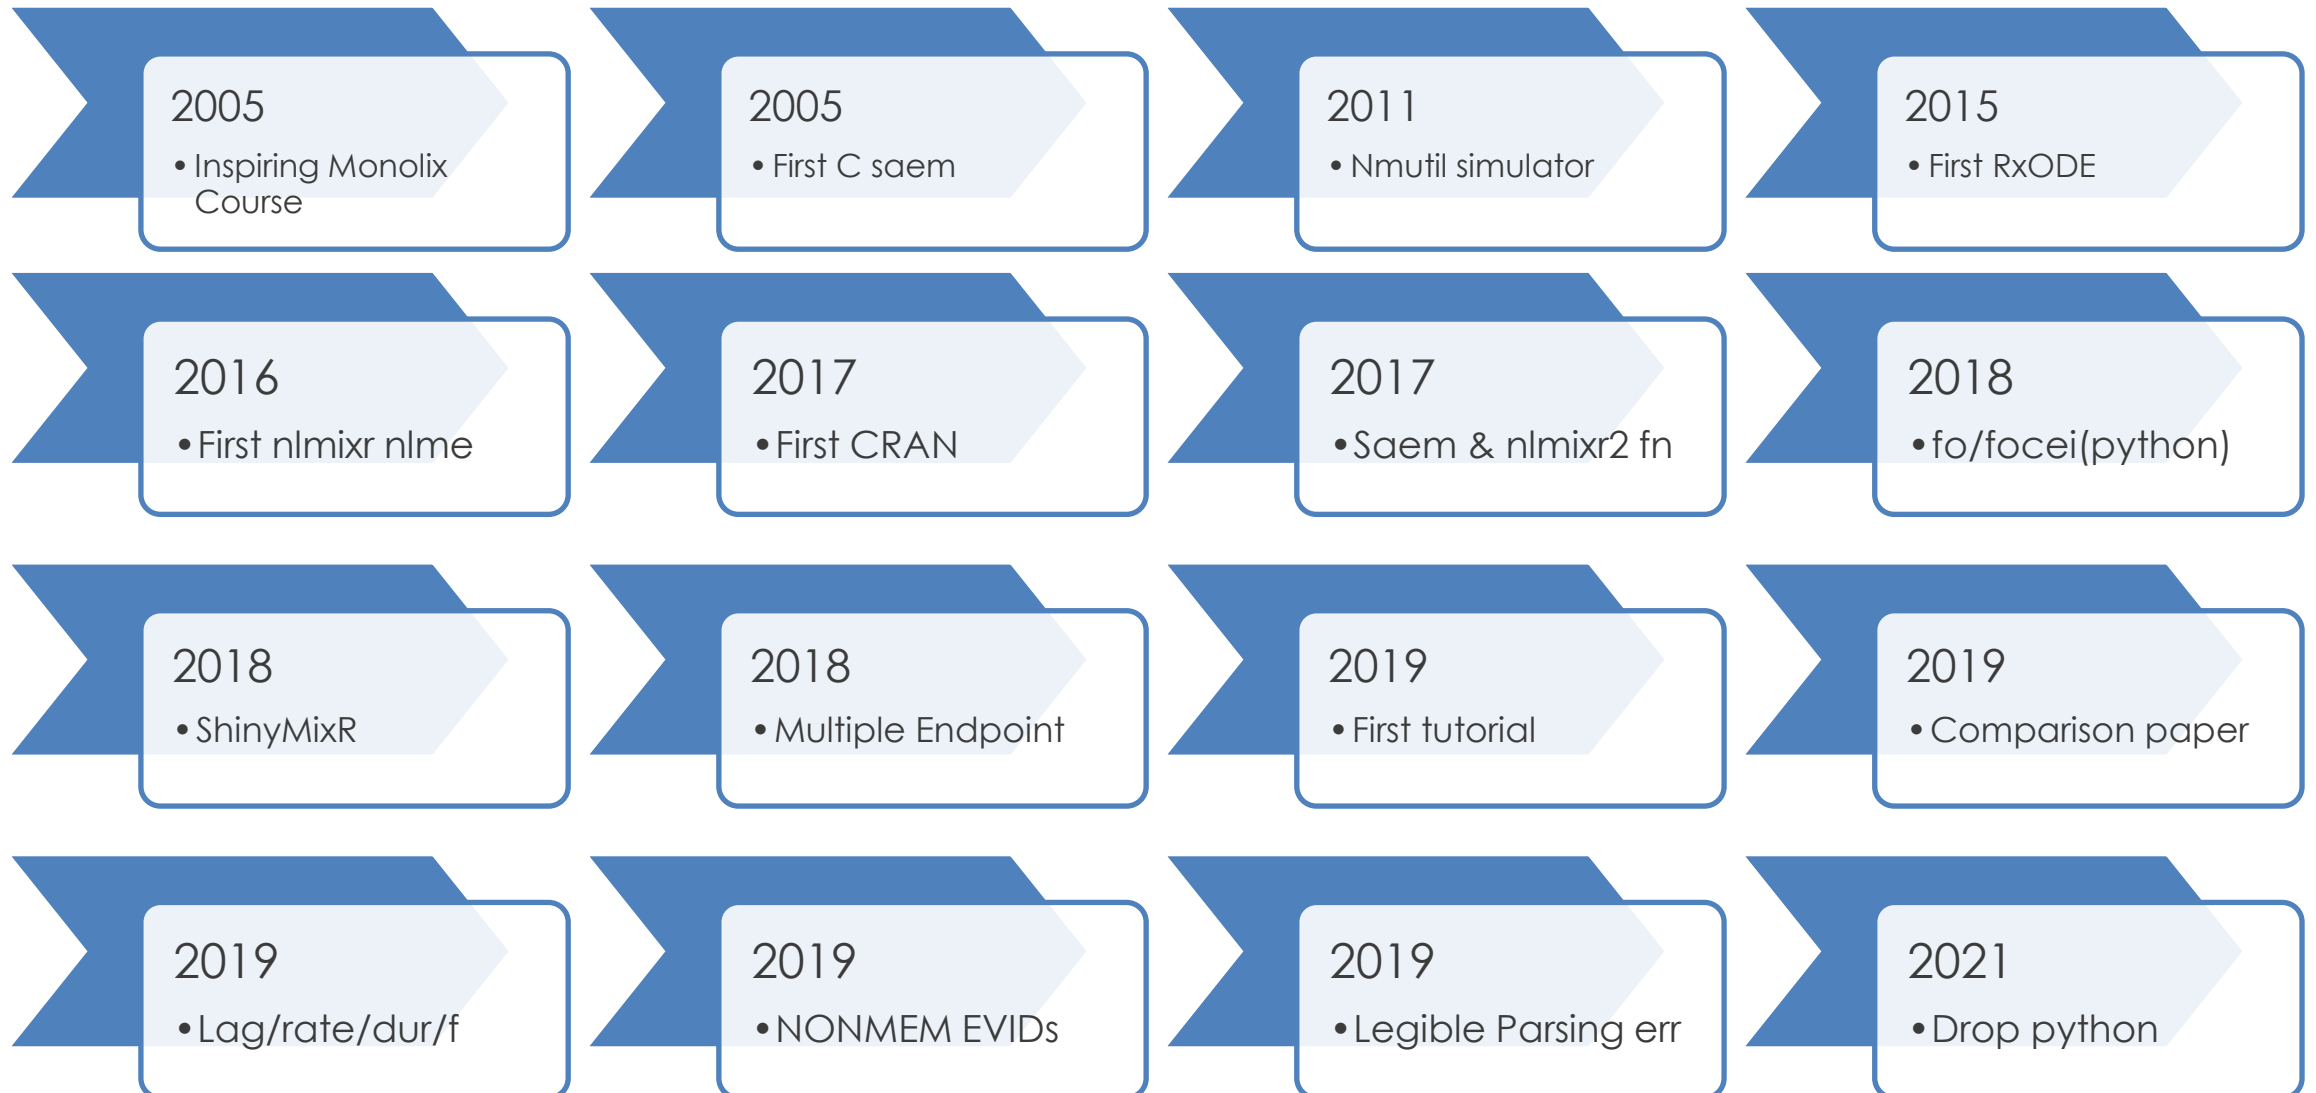 2005
• Inspiring Monolix
Course
2005
• First C saem
2011
• Nmutil simulator
2015
• First RxODE
2016
• First nlmixr nlme
2017
• First CRAN
2017
• Saem & nlmixr2 fn
2018
• fo/focei(python)
2018
• ShinyMixR
2018
• Multiple Endpoint
2019
• First tutorial
2019
• Comparison paper
2019
• Lag/rate/dur/f
2019
• NONMEM EVIDs
2019
• Legible Parsing err
2021
• Drop python